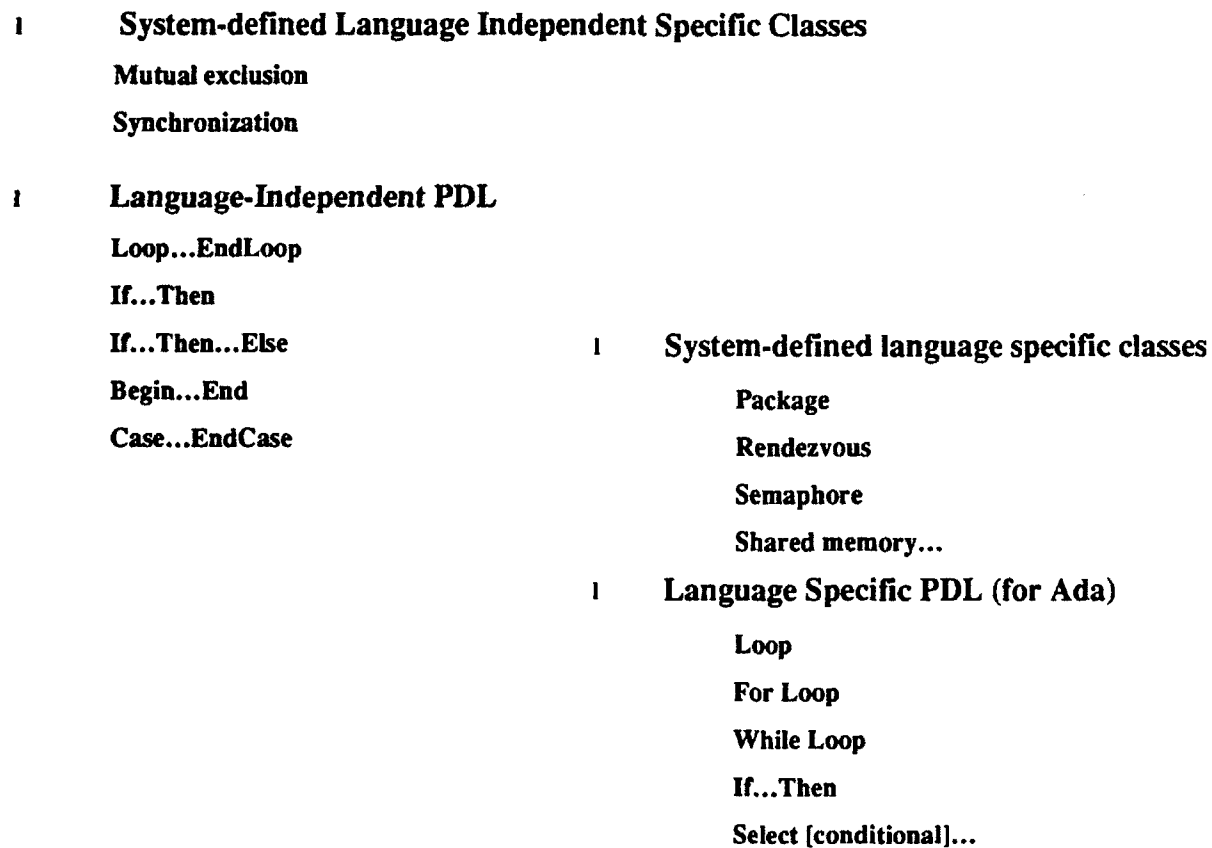 l System-defined Language Independent Specific Classes
Mutual exclusion
Synchronization
l Language-Independent PDL
Loop...EndLoop
If...Then
If...Then...Else
Begin...End
Case...EndCase
l System-defined language specific classes
Package
Rendezvous
Semaphore
Shared memory...
l Language Specific PDL (for Ada)
Loop
For Loop
While Loop
If...Then
Select [conditional]...